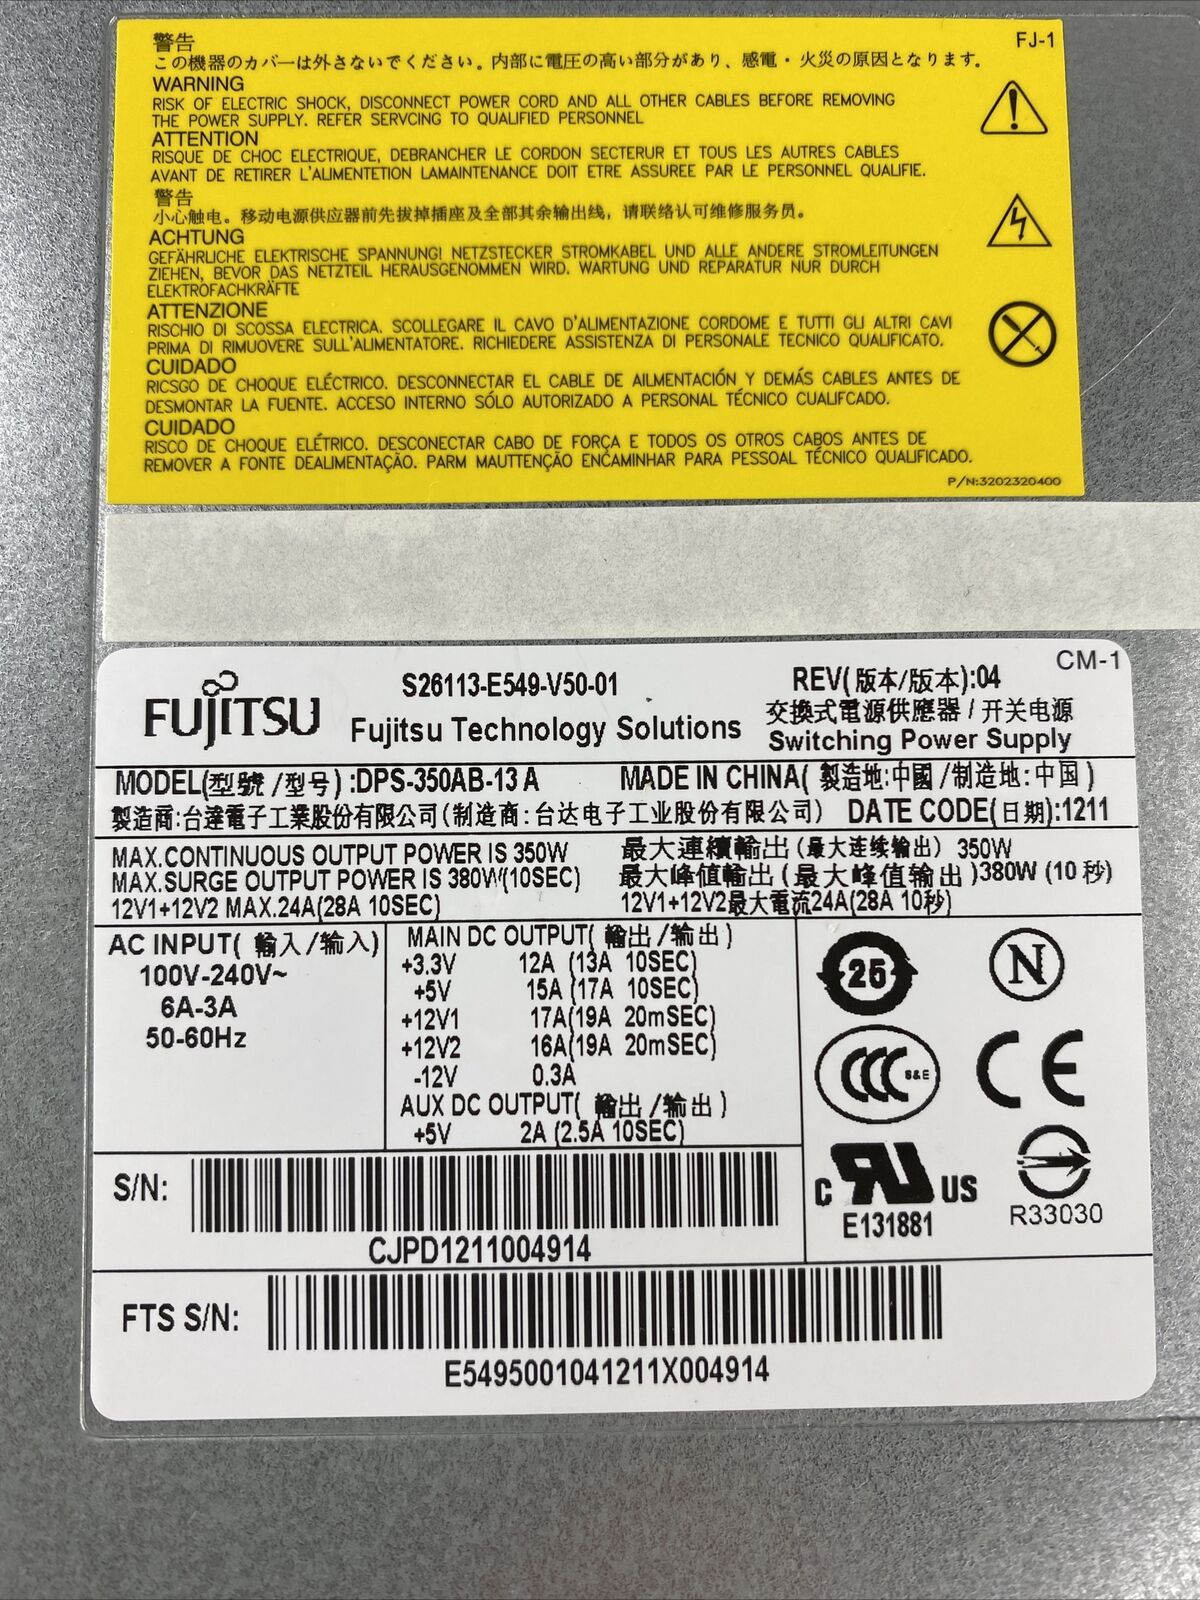 警告
FJ-1
この機器のカバーは外さないでください。内部に電圧の高い部分があり、感電・火災の原因となります。
WARNING
RISK OF ELECTRIC SHOCK, DISCONNECT POWER CORD AND ALL OTHER CABLES BEFORE REMOVING
THE POWER SUPPLY. REFER SERVCING TO QUALIFIED PERSONNEL
ATTENTION
RISQUE DE CHOC ELECTRIQUE, DEBRANCHER LE CORDON SECTERUR ET TOUS LES AUTRES CABLES
AVANT DE RETIRER L'ALIMENTETION LAMAINTENANCE DOIT ETRE ASSUREE PAR LE PERSONNEL QUALIFIE.
警告
小心触电。移动电源供应器前先拔掉插座及全部其余输出线，请联络认可维修服务员。
ACHTUNG
GEFÄHRLICHE ELEKTRISCHE SPANNUNG! NETZSTECKER STROMKABEL UND ALLE ANDERE STROMLEITUNGEN
ZIEHEN, BEVOR DAS NETZTEIL HERAUSGENOMMEN WIRD. WARTUNG UND REPARATUR NUR DURCH
ELEKTROFACHKRÄFTE
ATTENZIONE
RISCHIO DI SCOSSA ELECTRICA. SCOLLEGARE IL CAVO D'ALIMENTAZIONE CORDOME E TUTTI GLI ALTRI CAVI
PRIMA DI RIMUOVERE SULL'ALIMENTATORE. RICHIEDERE ASSISTENZA DI PERSONALE TECNICO QUALIFICATO.
CUIDADO
RICSGO DE CHOQUE ELÉCTRICO. DESCONNECTAR EL CABLE DE AILMENTACIÓN Y DEMÁS CABLES ANTES DE
DESMONTAR LA FUENTE. ACCESO INTERNO SÓLO AUTORIZADO A PERSONAL TÉCNICO CUALIFCADO.
CUIDADO
RISCO DE CHOQUE ELÉTRICO. DESCONECTAR CABO DE FORÇA E TODOS OS OTROS CABOS ANTES DE
REMOVER A FONTE DEALIMENTAÇÃO. PARM MAUTTENÇÃO ENCAMINHAR PARA PESSOAL TÉCNICO QUALIFICADO.
P/N:3202320400
CM-1
FUJITSU
S26113-E549-V50-01
REV(版本/版本):04
Fujitsu Technology Solutions
交換式電源供應器 / 开关电源
Switching Power Supply
MODEL(型號/型号):DPS-350AB-13 A
MADE IN CHINA( 製造地:中國 /制造地:中国 )
製造商:台達電子工業股份有限公司(制造商:台达电子工业股份有限公司)
DATE CODE(日期):1211
MAX.CONTINUOUS OUTPUT POWER IS 350W
最大連續輸出 (最大连续输出) 350W
MAX.SURGE OUTPUT POWER IS 380W(10SEC)
最大峰值輸出 (最大峰值输出)380W (10 秒)
12V1+12V2 MAX.24A(28A 10SEC)
12V1+12V2最大電流24A(28A 10秒)
AC INPUT( 輸入/输入)
100V-240V~
6A-3A
50-60Hz
MAIN DC OUTPUT( 輸出/输出)
+3.3V 12A (13A 10SEC)
+5V 15A (17A 10SEC)
+12V1 17A(19A 20mSEC)
+12V2 16A(19A 20mSEC)
-12V 0.3A
AUX DC OUTPUT( 輸出/输出)
+5V 2A (2.5A 10SEC)
25
N
CCC S&E
CE
C RU US
E131881
R33030
S/N:
CJPD1211004914
FTS S/N:
E5495001041211X004914